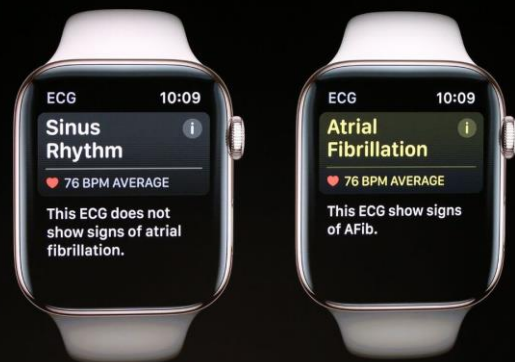 ECG 10:09
Sinus
Rhythm
76 BPM AVERAGE
This ECG does not
show signs of atrial
fibrillation.
ECG 10:09
Atrial
Fibrillation
76 BPM AVERAGE
This ECG show signs
of AFib.